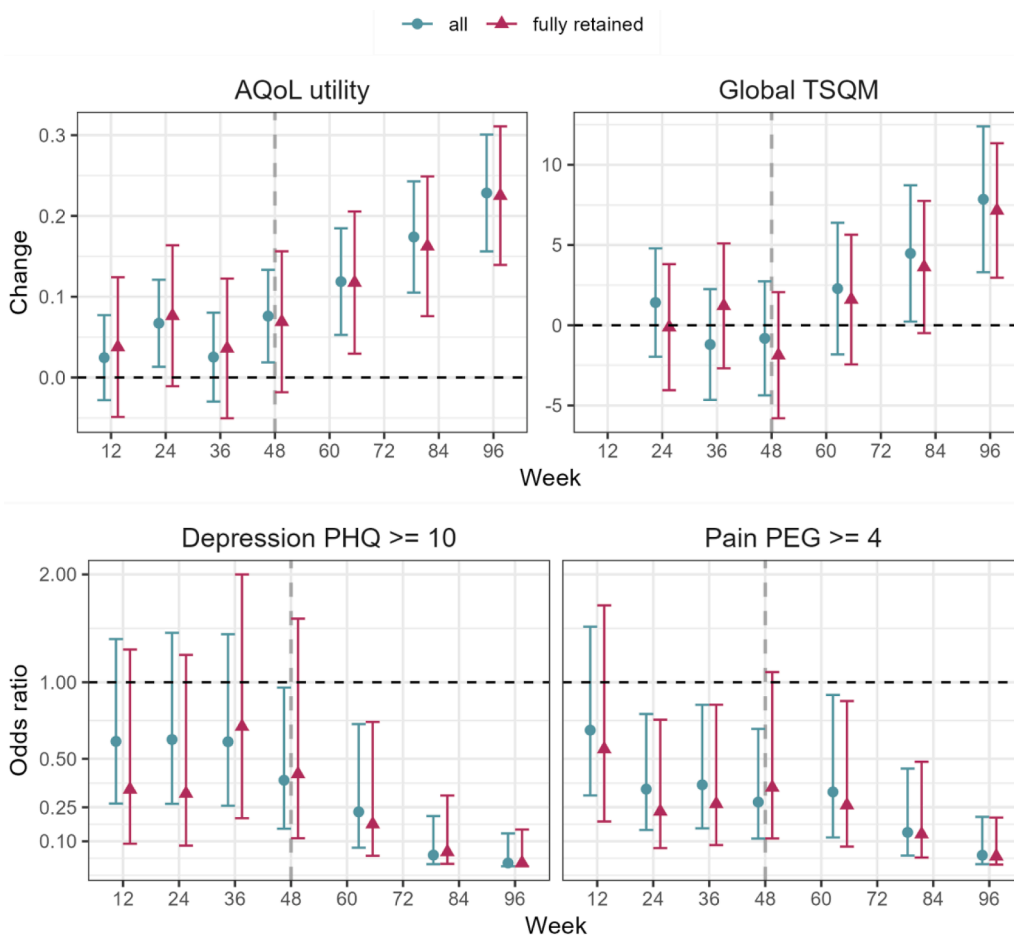 all fully retained
AQoL utility Global TSQM
Change
0.3
0.2
0.1
0.0
10
5
0
-5
12 24 36 48 60 72 84 96 12 24 36 48 60 72 84 96
Week
Depression PHQ >= 10 Pain PEG >= 4
Odds ratio
2.00
1.00
0.50
0.25
0.10
12 24 36 48 60 72 84 96 12 24 36 48 60 72 84 96
Week